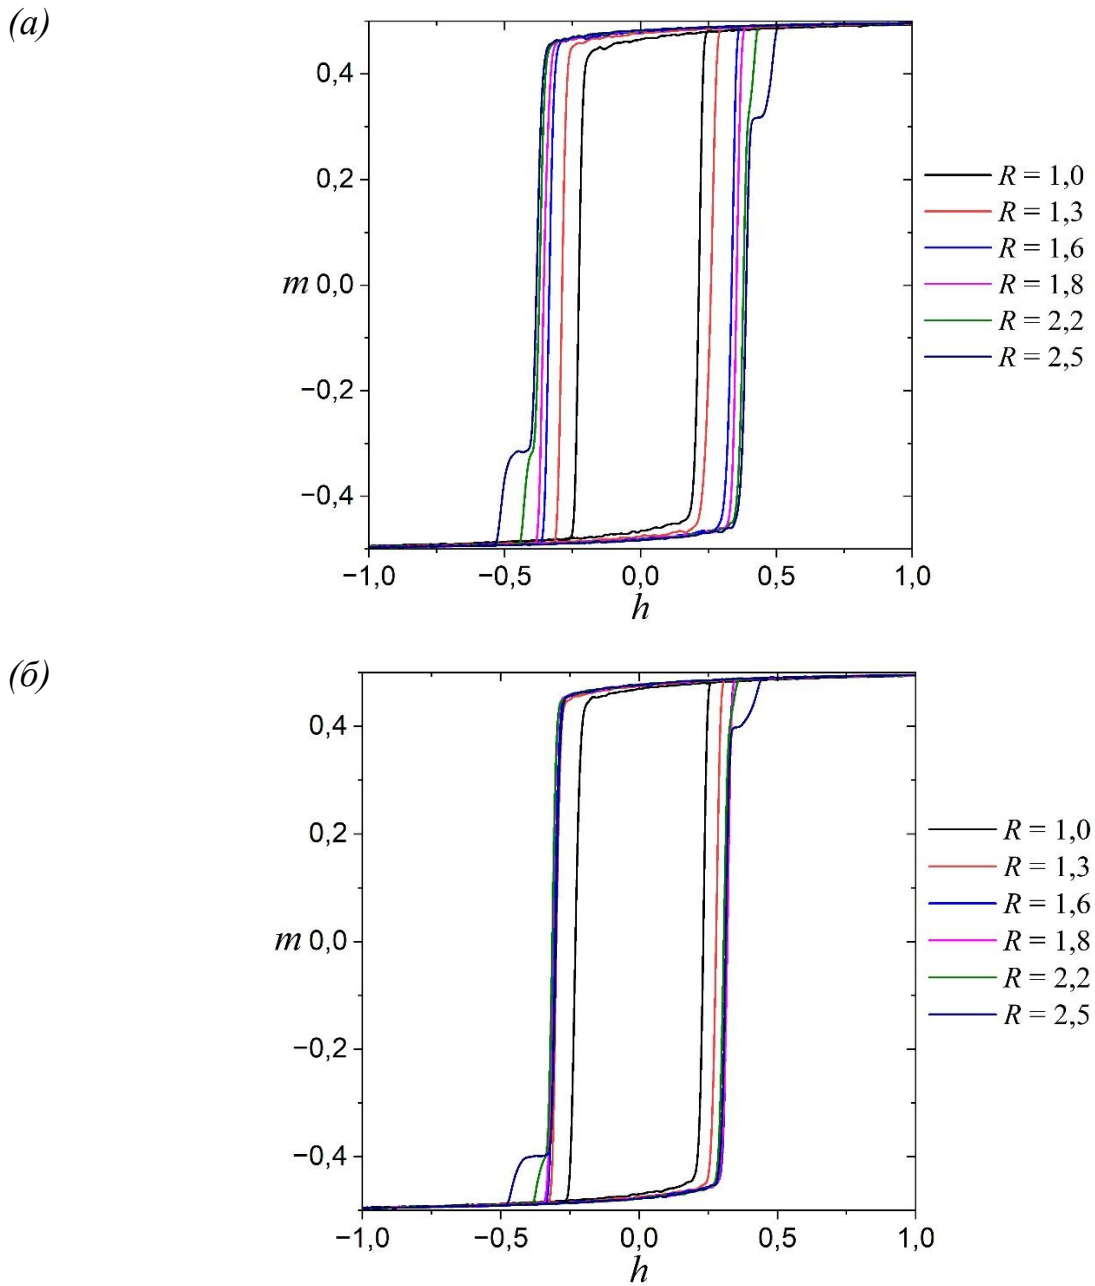 (а)
0,4
0,2
m 0,0
−0,2
−0,4
−1,0 −0,5 0,0 0,5 1,0
h
R = 1,0
R = 1,3
R = 1,6
R = 1,8
R = 2,2
R = 2,5
(б)
0,4
0,2
m 0,0
−0,2
−0,4
−1,0 −0,5 0,0 0,5 1,0
h
R = 1,0
R = 1,3
R = 1,6
R = 1,8
R = 2,2
R = 2,5